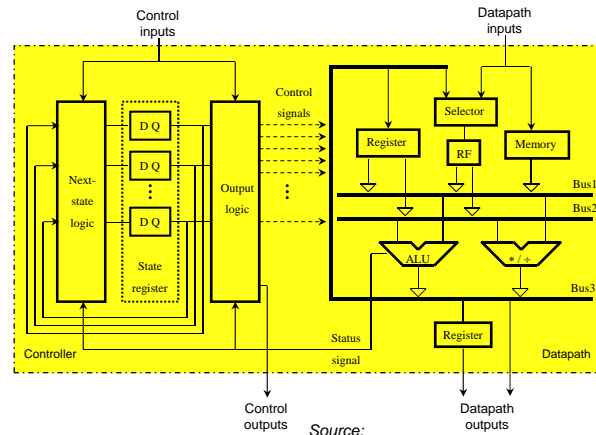 Control
inputs
Datapath
inputs
Control
signals
Selector
Register
RF
Memory
D Q
D Q
D Q
Next-
state
logic
Output
logic
State
register
Bus1
Bus2
ALU
* / ÷
Bus3
Register
Status
signal
Controller
Datapath
Control
outputs
Datapath
outputs
Source: